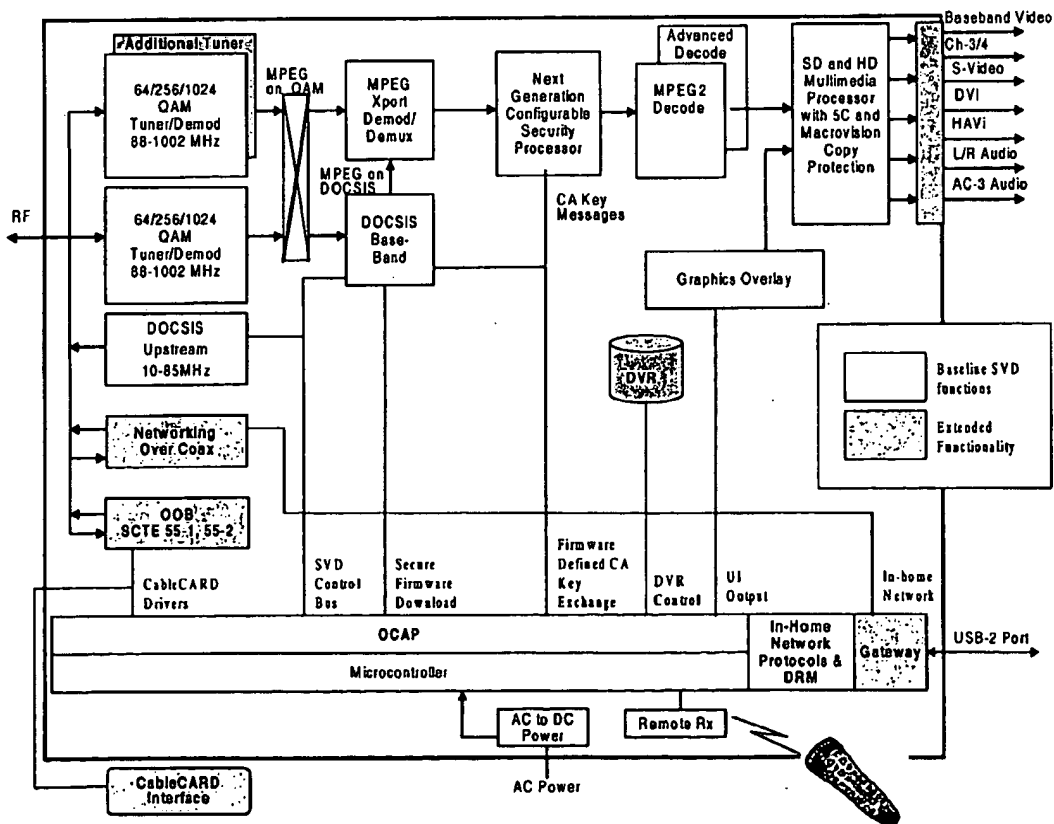 Additional Tuner
64/256/1024
QAM
Tuner/Demod
88-1002 MHz
MPEG
on QAM
MPEG
Xport
Demod/
Demux
Next
Generation
Configurable
Security
Processor
Advanced
Decode
MPEG2
Decode
SD and HD
Multimedia
Processor
with 5C and
Macrovision
Copy
Protection
Baseband Video
Ch-3/4
S-Video
DVI
HAVi
L/R Audio
AC-3 Audio
RF
64/256/1024
QAM
Tuner/Demod
88-1002 MHz
MPEG on
DOCSIS
DOCSIS
Base-
Band
CA Key
Messages
Graphics Overlay
DOCSIS
Upstream
10-85MHz
DVR
Baseline SVD
functions
Extended
Functionality
Networking
Over Coax
OOB
SCTE 55-1, 55-2
CableCARD
Drivers
SVD
Control
Bus
Secure
Firmware
Download
Firmware
Defined CA
Key
Exchange
DVR
Control
UI
Output
In-home
Network
OCAP
Microcontroller
In-Home
Network
Protocols &
DRM
Gateway
USB-2 Port
AC to DC
Power
Remote Rx
AC Power
CableCARD
Interface